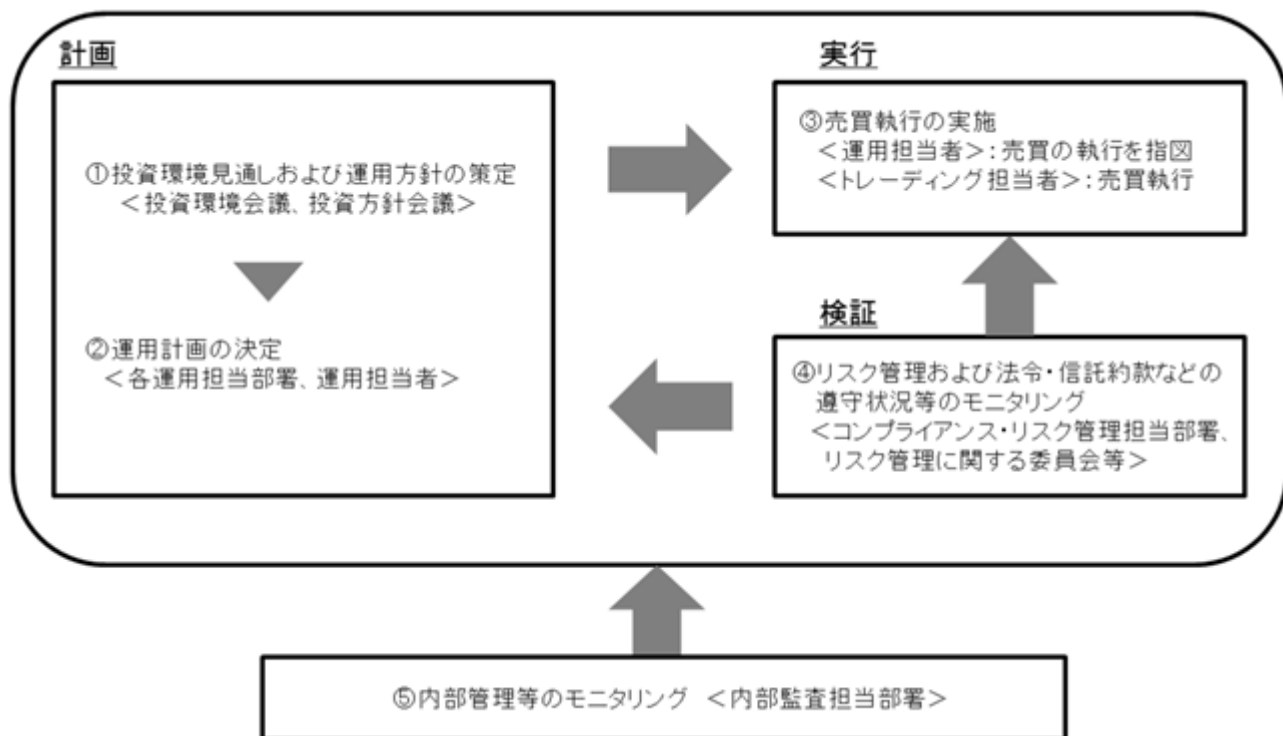 計画
①投資環境見通しおよび運用方針の策定
＜投資環境会議、投資方針会議＞
②運用計画の決定
＜各運用担当部署、運用担当者＞
実行
③売買執行の実施
＜運用担当者＞：売買の執行を指図
＜トレーディング担当者＞：売買執行
検証
④リスク管理および法令・信託約款などの
遵守状況等のモニタリング
＜コンプライアンス・リスク管理担当部署、
リスク管理に関する委員会等＞
⑤内部管理等のモニタリング ＜内部監査担当部署＞